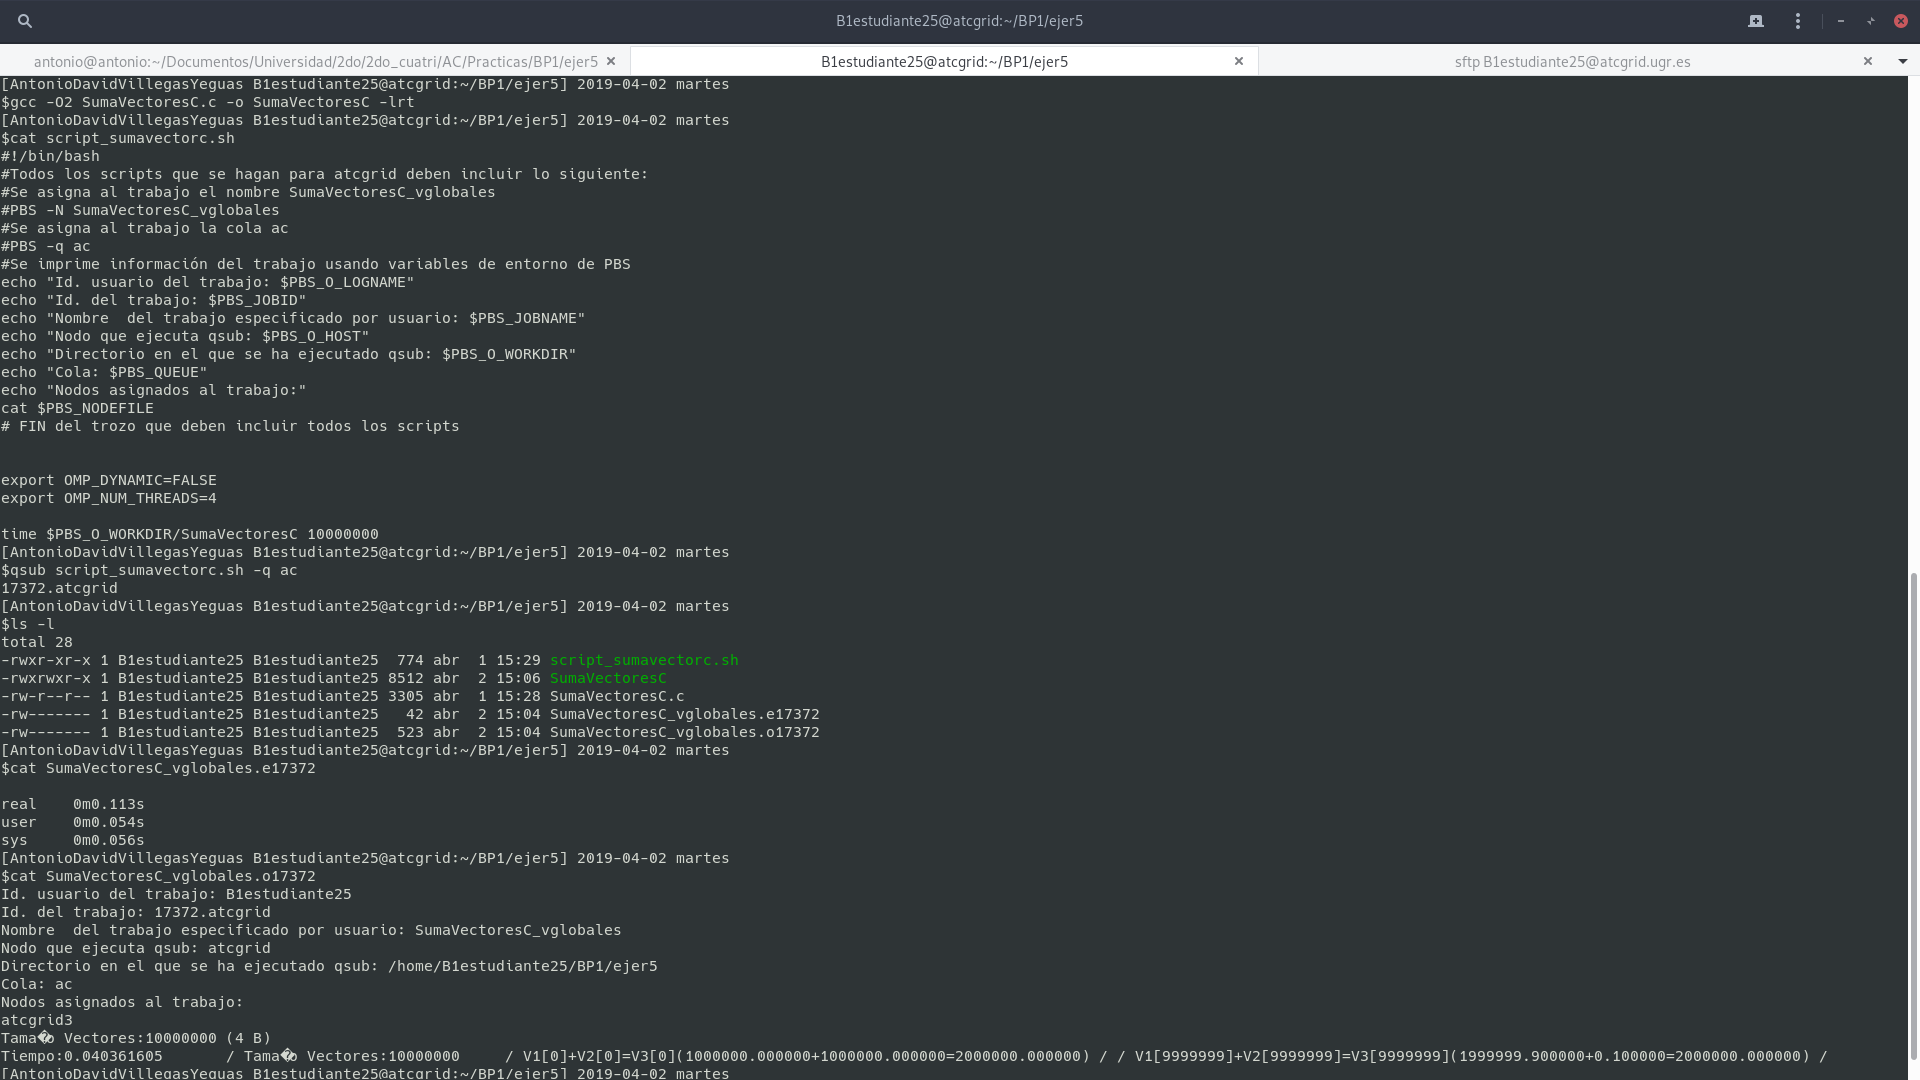 B1estudiante25@atcgrid:~/BP1/ejer5
antonio@antonio:~/Documentos/Universidad/2do/2do_cuatri/AC/Practicas/BP1/ejer5
B1estudiante25@atcgrid:~/BP1/ejer5
sftp B1estudiante25@atcgrid.ugr.es
[AntonioDavidVillegasYeguas B1estudiante25@atcgrid:~/BP1/ejer5] 2019-04-02 martes
$gcc -O2 SumaVectoresC.c -o SumaVectoresC -lrt
[AntonioDavidVillegasYeguas B1estudiante25@atcgrid:~/BP1/ejer5] 2019-04-02 martes
$cat script_sumavectorc.sh
#!/bin/bash
#Todos los scripts que se hagan para atcgrid deben incluir lo siguiente:
#Se asigna al trabajo el nombre SumaVectoresC_vglobales
#PBS -N SumaVectoresC_vglobales
#Se asigna al trabajo la cola ac
#PBS -q ac
#Se imprime información del trabajo usando variables de entorno de PBS
echo "Id. usuario del trabajo: $PBS_O_LOGNAME"
echo "Id. del trabajo: $PBS_JOBID"
echo "Nombre  del trabajo especificado por usuario: $PBS_JOBNAME"
echo "Nodo que ejecuta qsub: $PBS_O_HOST"
echo "Directorio en el que se ha ejecutado qsub: $PBS_O_WORKDIR"
echo "Cola: $PBS_QUEUE"
echo "Nodos asignados al trabajo:"
cat $PBS_NODEFILE
# FIN del trozo que deben incluir todos los scripts
export OMP_DYNAMIC=FALSE
export OMP_NUM_THREADS=4
time $PBS_O_WORKDIR/SumaVectoresC 10000000
[AntonioDavidVillegasYeguas B1estudiante25@atcgrid:~/BP1/ejer5] 2019-04-02 martes
$qsub script_sumavectorc.sh -q ac
17372.atcgrid
[AntonioDavidVillegasYeguas B1estudiante25@atcgrid:~/BP1/ejer5] 2019-04-02 martes
$ls -l
total 28
-rwxr-xr-x 1 B1estudiante25 B1estudiante25  774 abr  1 15:29 script_sumavectorc.sh
-rwxrwxr-x 1 B1estudiante25 B1estudiante25 8512 abr  2 15:06 SumaVectoresC
-rw-r--r-- 1 B1estudiante25 B1estudiante25 3305 abr  1 15:28 SumaVectoresC.c
-rw------- 1 B1estudiante25 B1estudiante25   42 abr  2 15:04 SumaVectoresC_vglobales.e17372
-rw------- 1 B1estudiante25 B1estudiante25  523 abr  2 15:04 SumaVectoresC_vglobales.o17372
[AntonioDavidVillegasYeguas B1estudiante25@atcgrid:~/BP1/ejer5] 2019-04-02 martes
$cat SumaVectoresC_vglobales.e17372
real    0m0.113s
user    0m0.054s
sys     0m0.056s
[AntonioDavidVillegasYeguas B1estudiante25@atcgrid:~/BP1/ejer5] 2019-04-02 martes
$cat SumaVectoresC_vglobales.o17372
Id. usuario del trabajo: B1estudiante25
Id. del trabajo: 17372.atcgrid
Nombre  del trabajo especificado por usuario: SumaVectoresC_vglobales
Nodo que ejecuta qsub: atcgrid
Directorio en el que se ha ejecutado qsub: /home/B1estudiante25/BP1/ejer5
Cola: ac
Nodos asignados al trabajo:
atcgrid3
Tama�o Vectores:10000000 (4 B)
Tiempo:0.040361605       / Tama�o Vectores:10000000     / V1[0]+V2[0]=V3[0](1000000.000000+1000000.000000=2000000.000000) / / V1[9999999]+V2[9999999]=V3[9999999](1999999.900000+0.100000=2000000.000000) /
[AntonioDavidVillegasYeguas B1estudiante25@atcgrid:~/BP1/ejer5] 2019-04-02 martes